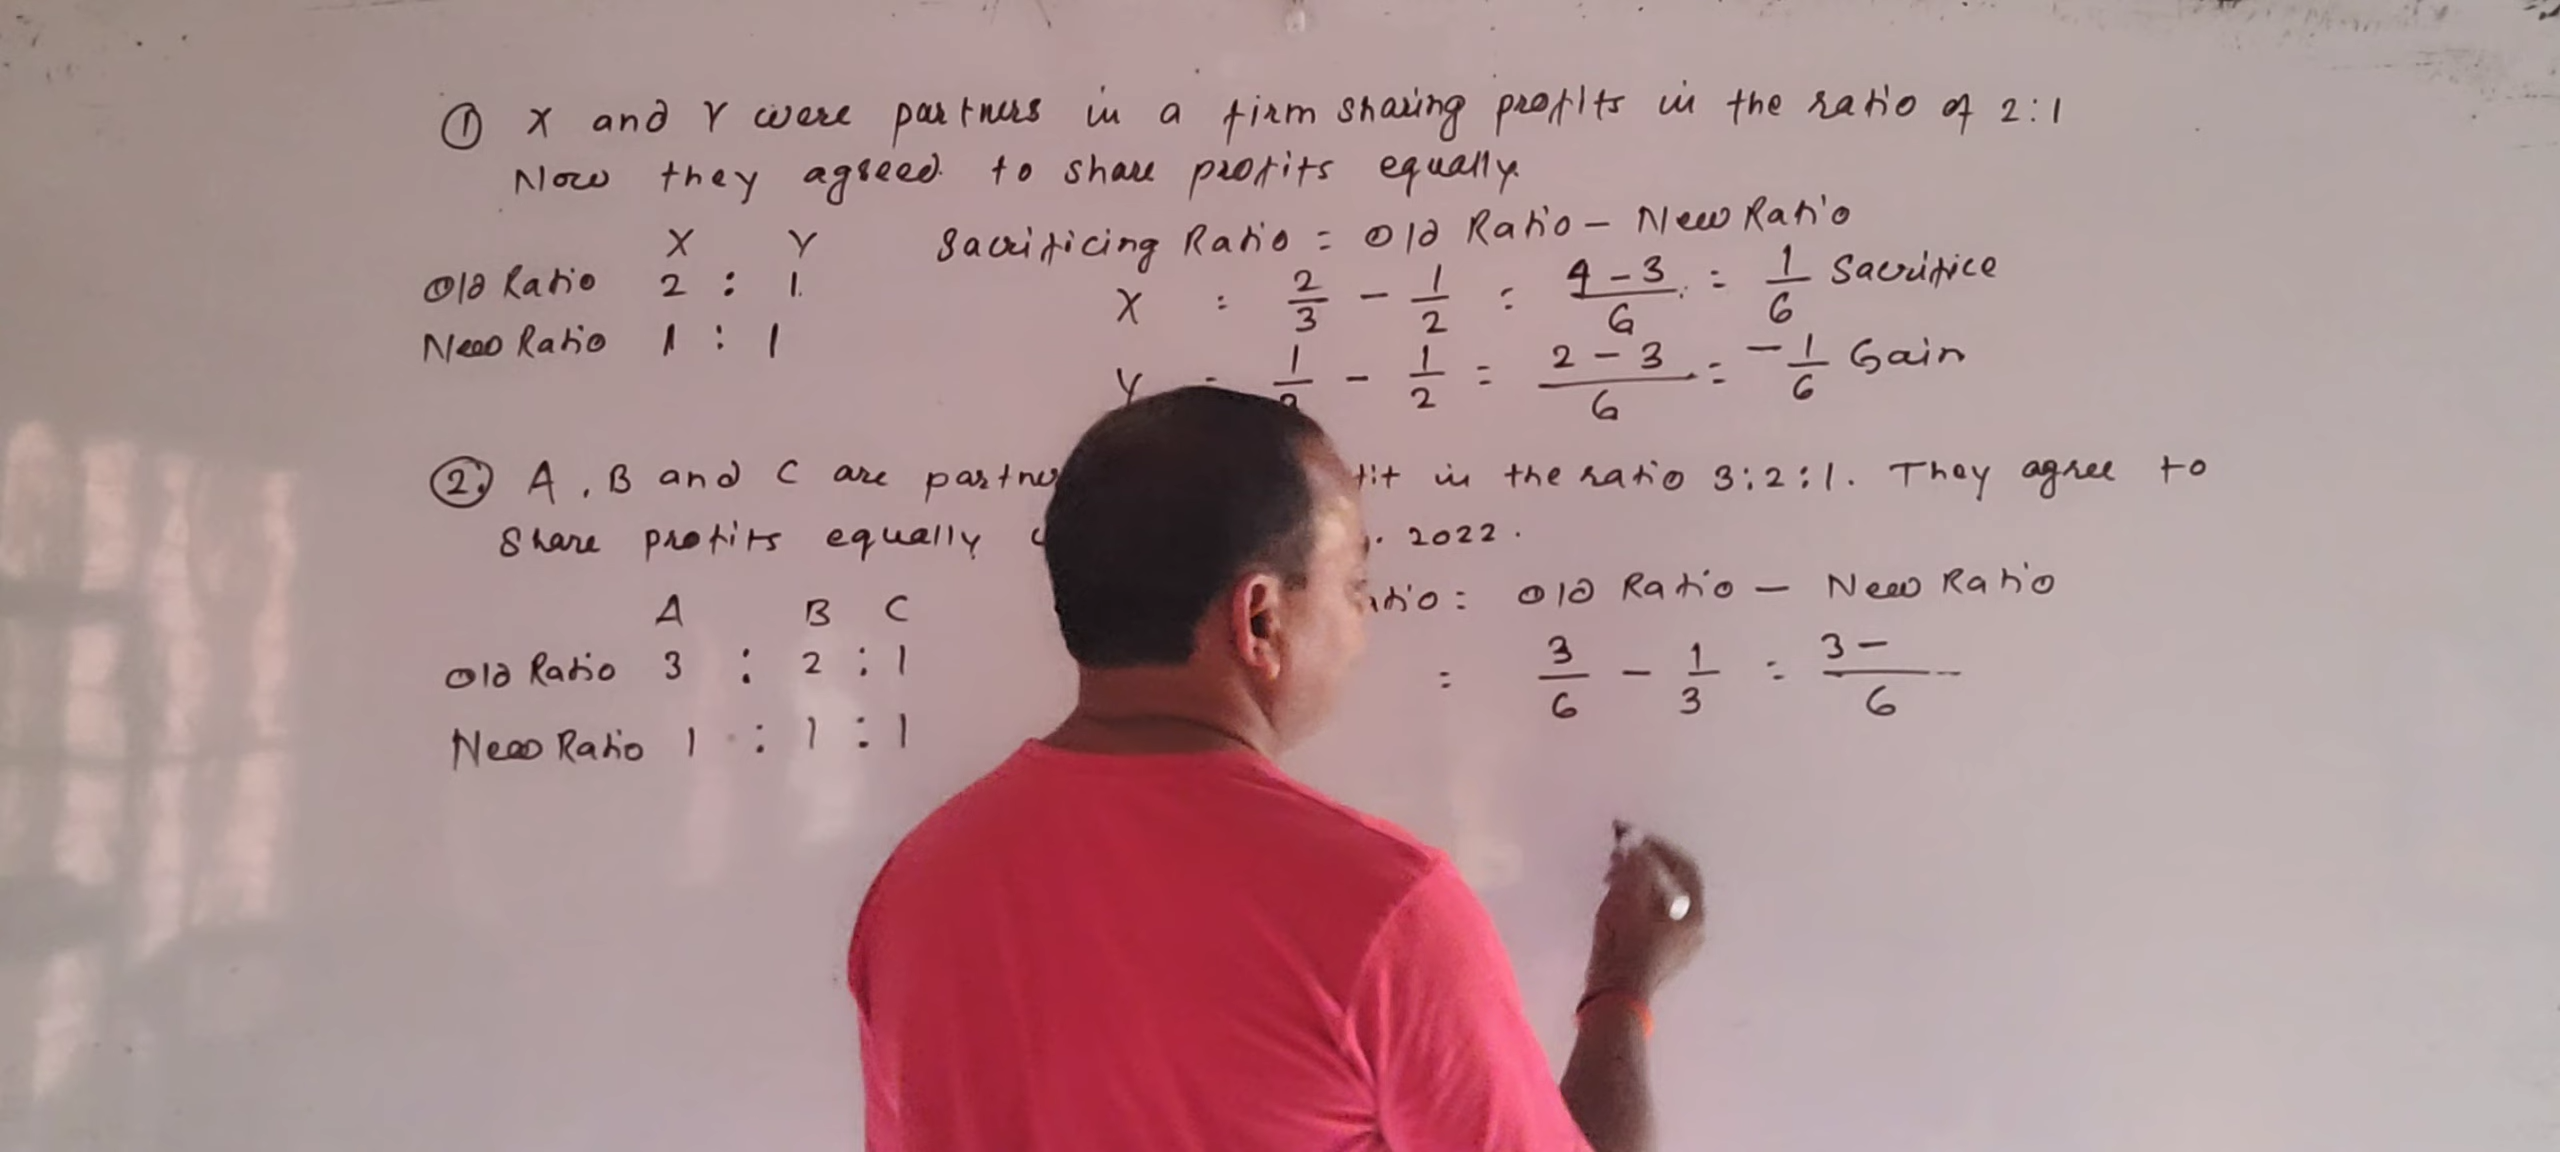 ① X and Y were partners in a firm sharing profits in the ratio of 2:1
Now they agreed to share profits equally.
X Y
Old Ratio 2 : 1
New Ratio 1 : 1
Sacrificing Ratio = Old Ratio - New Ratio
X = 2/3 - 1/2 = 4-3/6 = 1/6 Sacrifice
Y = 1/ - 1/2 = 2-3/6 = -1/6 Gain
② A, B and C are in the ratio 3:2:1. They agree to
Share profits equally 2022.
A B C
Old Ratio 3 : 2 : 1
New Ratio 1 : 1 : 1
= Old Ratio - New Ratio
= 3/6 - 1/3 = 3-/6